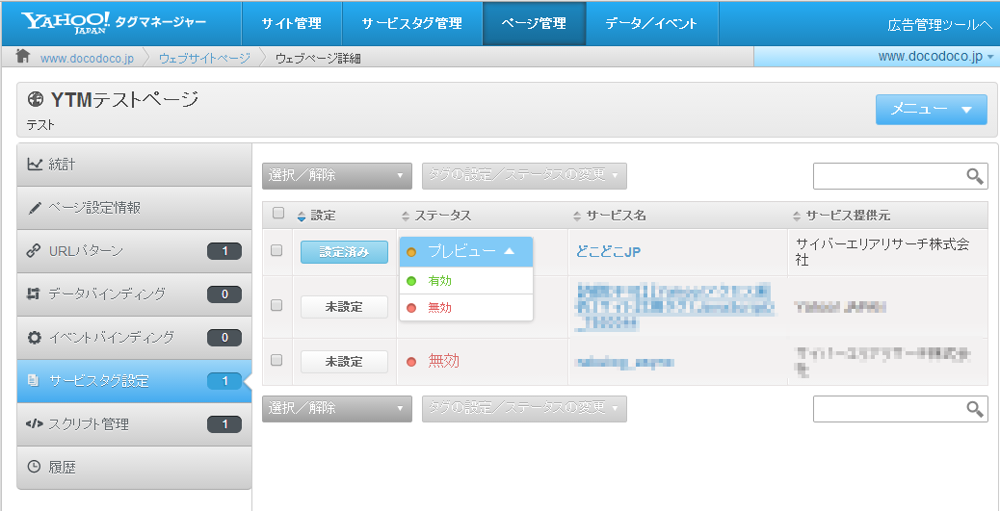 YAHOO! JAPAN タグマネージャー サイト管理 サービスタグ管理 ページ管理 データ／イベント 広告管理ツールへ
www.docodoco.jp ウェブサイトページ ウェブページ詳細 www.docodoco.jp
YTMテストページ
テスト
メニュー
統計
ページ設定情報
URLパターン 1
データバインディング 0
イベントバインディング 0
サービスタグ設定 1
スクリプト管理 1
履歴
選択／解除 タグの設定／ステータスの変更
設定 ステータス サービス名 サービス提供元
設定済み プレビュー どこどこJP サイバーエリアリサーチ株式会
社
有効
無効
未設定
未設定 無効
選択／解除 タグの設定／ステータスの変更